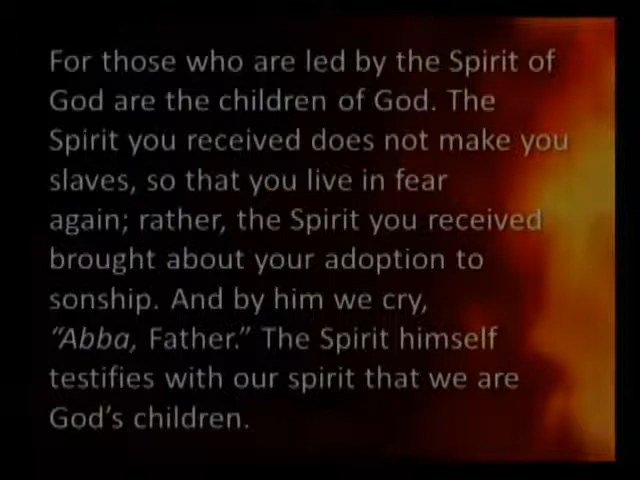 For those who are led by the Spirit of
God are the children of God. The
Spirit you received does not make you
slaves, so that you live in fear
again; rather, the Spirit you received
brought about your adoption to
sonship. And by him we cry,
“Abba, Father.” The Spirit himself
testifies with our spirit that we are
God’s children.